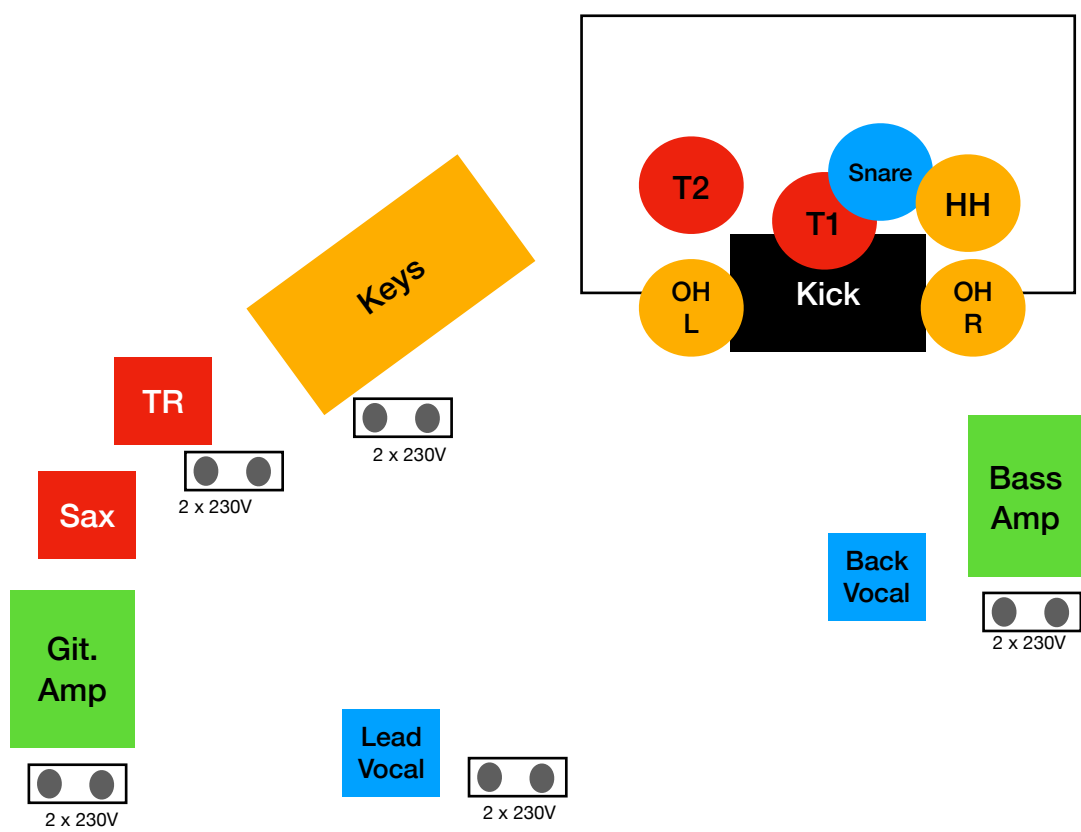 Snare
T2
HH
T1
Keys
OH
L
Kick
OH
R
TR
2 x 230V
Sax
2 x 230V
Bass
Amp
Back
Vocal
2 x 230V
Git.
Amp
Lead
Vocal
2 x 230V
2 x 230V